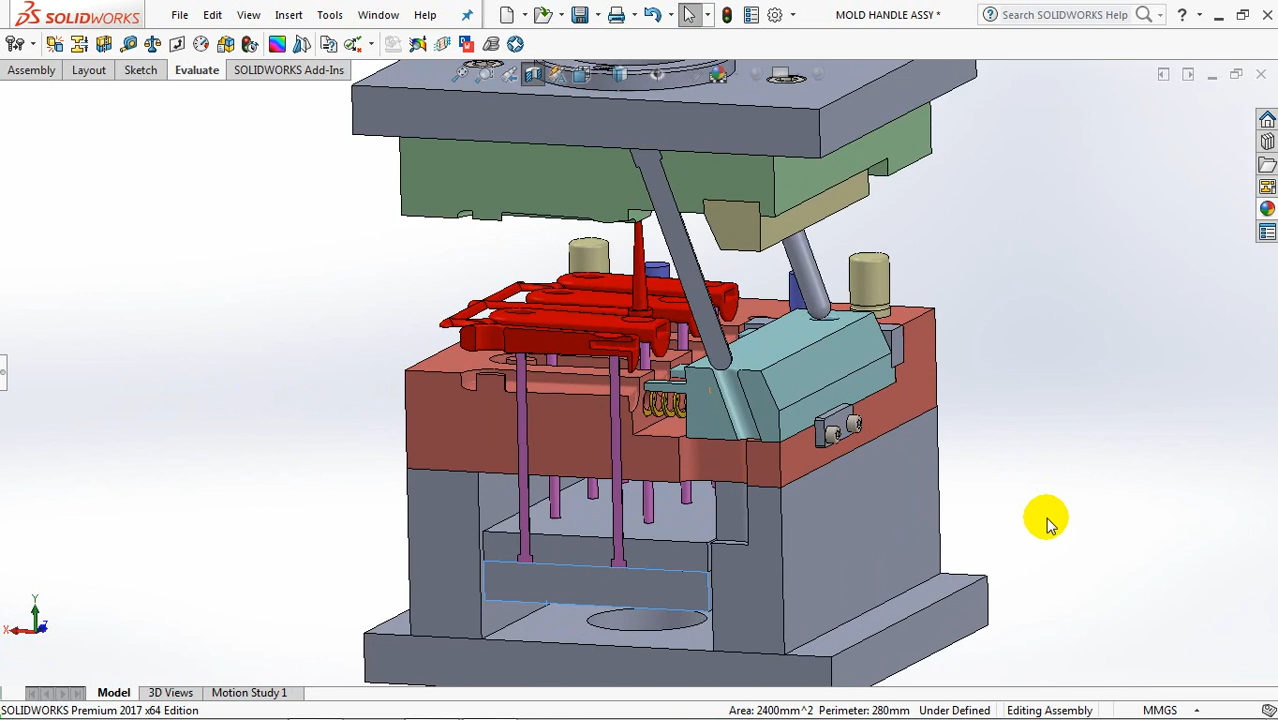 SOLIDWORKS File Edit View Insert Tools Window Help MOLD HANDLE ASSY * Search SOLIDWORKS Help ?
Assembly Layout Sketch Evaluate SOLIDWORKS Add-Ins
Y
X
Z
Model 3D Views Motion Study 1
SOLIDWORKS Premium 2017 x64 Edition Area: 2400mm^2 Perimeter: 280mm Under Defined Editing Assembly MMGS